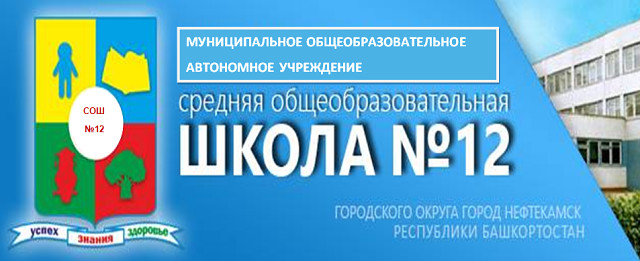 МУНИЦИПАЛЬНОЕ ОБЩЕОБРАЗОВАТЕЛЬНОЕ
АВТОНОМНОЕ УЧРЕЖДЕНИЕ
средняя общеобразовательная
ШКОЛА №12
ГОРОДСКОГО ОКРУГА ГОРОД НЕФТЕКАМСК
РЕСПУБЛИКИ БАШКОРТОСТАН
СОШ
№12
успех знания здоровье